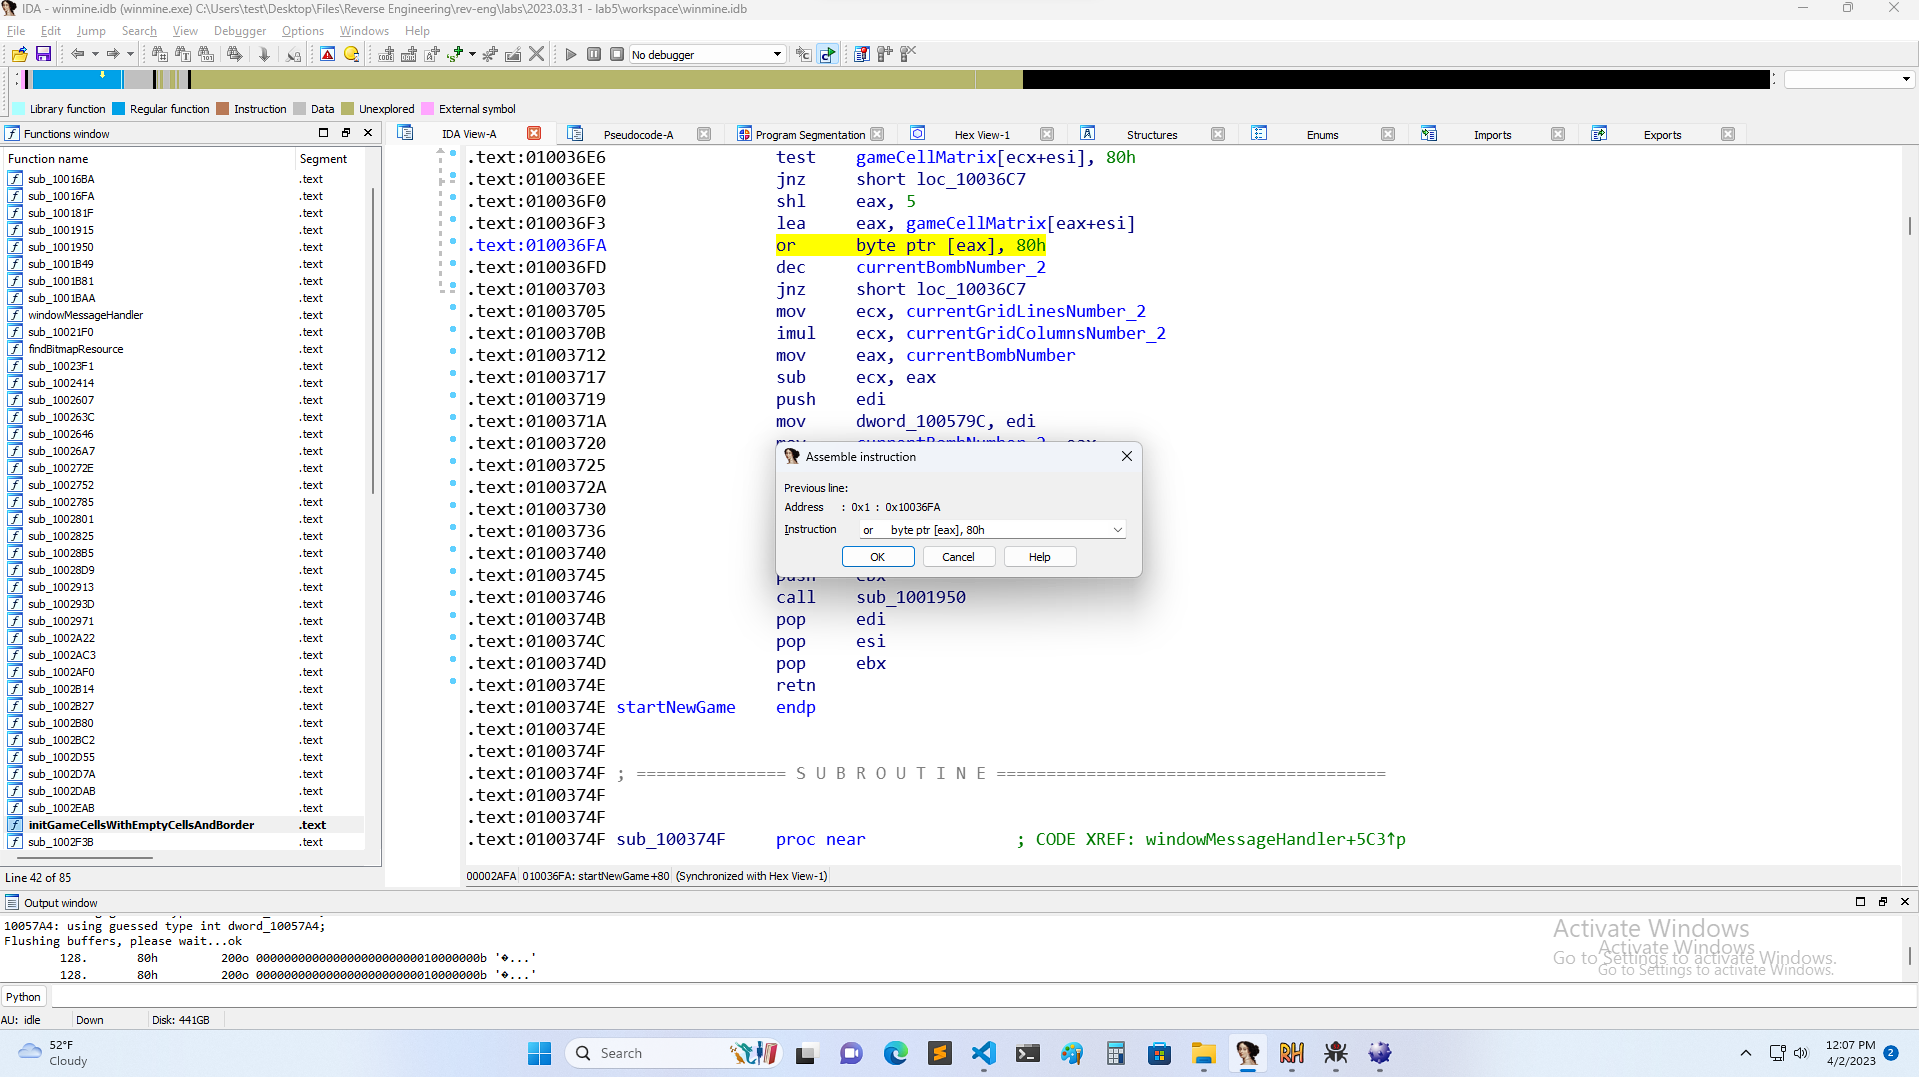 IDA - winmine.idb (winmine.exe) C:\Users\test\Desktop\Files\Reverse Engineering\rev-eng\labs\2023.03.31 - lab5\workspace\winmine.idb
File Edit Jump Search View Debugger Options Windows Help
No debugger
Library function Regular function Instruction Data Unexplored External symbol
Functions window
IDA View-A Pseudocode-A Program Segmentation Hex View-1 Structures Enums Imports Exports
Function name Segment
sub_10016BA .text
sub_10016FA .text
sub_100181F .text
sub_1001915 .text
sub_1001950 .text
sub_1001B49 .text
sub_1001B81 .text
sub_1001BAA .text
windowMessageHandler .text
sub_10021F0 .text
findBitmapResource .text
sub_10023F1 .text
sub_1002414 .text
sub_1002607 .text
sub_100263C .text
sub_1002646 .text
sub_10026A7 .text
sub_100272E .text
sub_1002752 .text
sub_1002785 .text
sub_1002801 .text
sub_1002825 .text
sub_10028B5 .text
sub_10028D9 .text
sub_1002913 .text
sub_100293D .text
sub_1002971 .text
sub_1002A22 .text
sub_1002AC3 .text
sub_1002AF0 .text
sub_1002B14 .text
sub_1002B27 .text
sub_1002B80 .text
sub_1002BC2 .text
sub_1002D55 .text
sub_1002D7A .text
sub_1002DAB .text
sub_1002EAB .text
initGameCellsWithEmptyCellsAndBorder .text
sub_1002F3B .text
Line 42 of 85
.text:010036E6 test gameCellMatrix[ecx+esi], 80h
.text:010036EE jnz short loc_10036C7
.text:010036F0 shl eax, 5
.text:010036F3 lea eax, gameCellMatrix[eax+esi]
.text:010036FA or byte ptr [eax], 80h
.text:010036FD dec currentBombNumber_2
.text:01003703 jnz short loc_10036C7
.text:01003705 mov ecx, currentGridLinesNumber_2
.text:0100370B imul ecx, currentGridColumnsNumber_2
.text:01003712 mov eax, currentBombNumber
.text:01003717 sub ecx, eax
.text:01003719 push edi
.text:0100371A mov dword_100579C, edi
.text:01003720 mov currentBombNumber_2, eax
.text:01003725
.text:0100372A
.text:01003730
.text:01003736
.text:01003740
.text:01003745 push ebx
.text:01003746 call sub_1001950
.text:0100374B pop edi
.text:0100374C pop esi
.text:0100374D pop ebx
.text:0100374E retn
.text:0100374E startNewGame endp
.text:0100374E
.text:0100374F
.text:0100374F ; =============== S U B R O U T I N E =======================================
.text:0100374F
.text:0100374F
.text:0100374F sub_100374F proc near ; CODE XREF: windowMessageHandler+5C3↑p
00002AFA 010036FA: startNewGame+80 (Synchronized with Hex View-1)
Assemble instruction
Previous line:
Address : 0x1 : 0x10036FA
Instruction or byte ptr [eax], 80h
OK Cancel Help
Output window
10057A4: using guessed type int dword_10057A4;
Flushing buffers, please wait...ok
128. 80h 200o 00000000000000000000000010000000b '�...'
128. 80h 200o 00000000000000000000000010000000b '�...'
Activate Windows
Go to Settings to activate Windows.
Activate Windows
Go to Settings to activate Windows.
Python
AU: idle Down Disk: 441GB
52°F
Cloudy
Search
RH
12:07 PM
4/2/2023
2